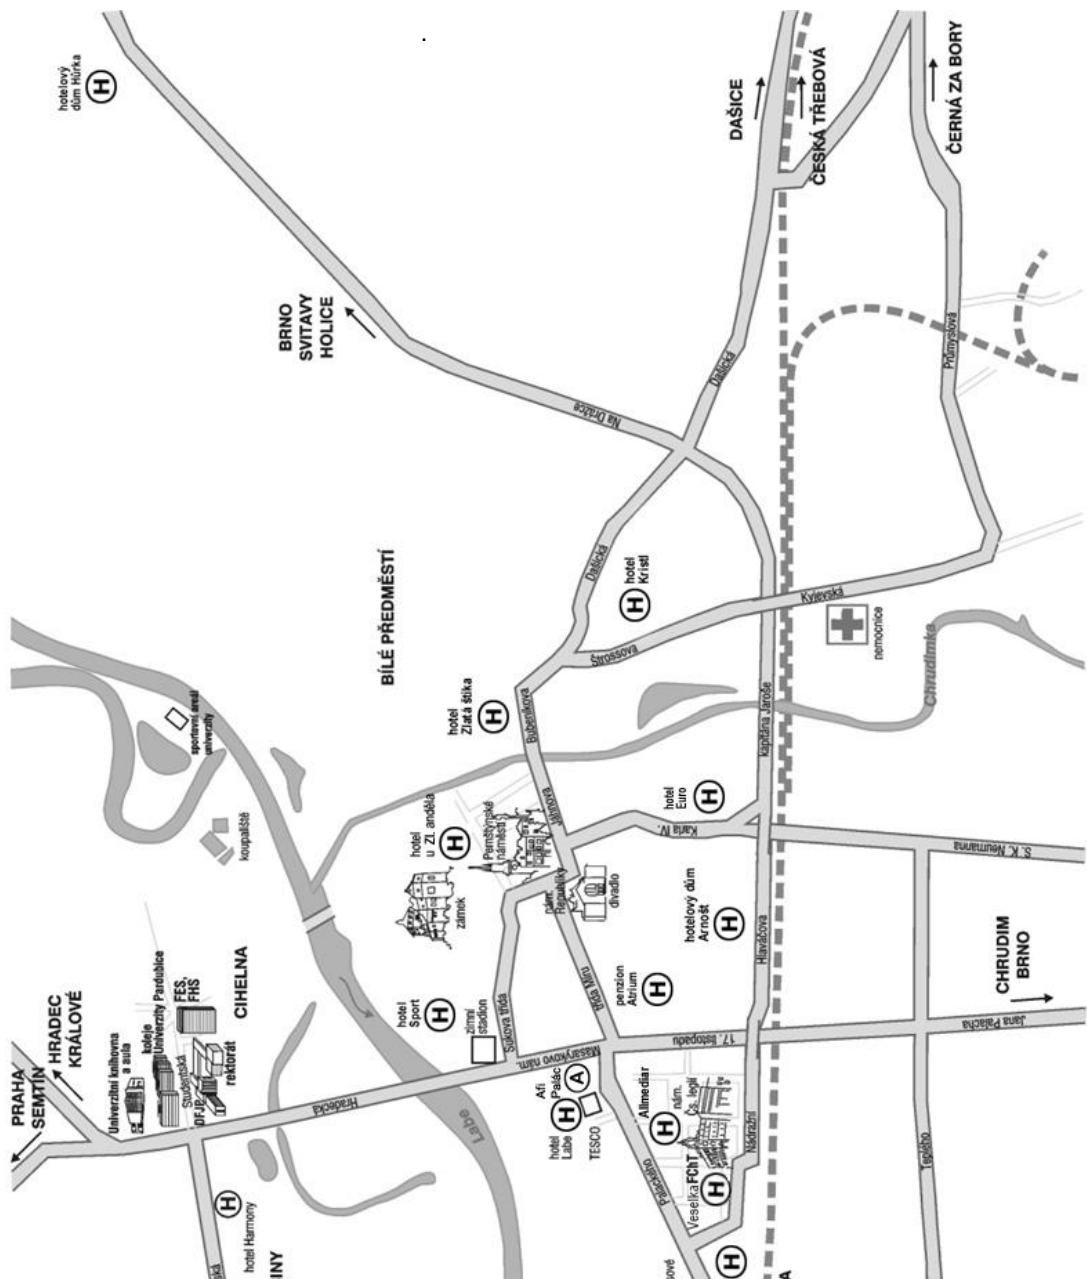 hotelový
dům Hůrka
H
DAŠICE
ČESKÁ TŘEBOVÁ
ČERNÁ ZA BORY
BRNO
SVITAVY
HOLICE
Na Drážce
Dašická
Průmyslová
Dašická
hotel
Kristl
H
BÍLÉ PŘEDMĚSTÍ
Kyjevská
nemocnice
Chrudimka
Štrossova
sportovní areál
univerzity
hotel
Zlatá štika
H
Bubeníkova
kapitána Jaroše
koupaliště
hotel
u Zl. anděla
H
Pernštýnské
náměstí
Jahnova
hotel
Euro
H
Karla IV.
S. K. Neumanna
zámek
nám.
Republiky
divadlo
hotelový dům
Arnošt
H
Hlaváčova
CHRUDIM
BRNO
PRAHA
SEMTÍN
HRADEC
KRÁLOVÉ
CIHELNA
Univerzitní knihovna
a aula
koleje
Univerzity Pardubice
FES,
FHS
Studentská
DFJP
rektorát
hotel
Sport
H
zimní
stadion
Sukova třída
třída Míru
penzion
Atrium
H
17. listopadu
Jana Palacha
Masarykovo nám.
Hradecká
Labe
Afi
Palác
A
hotel
Labe
H
TESCO
Allmediar
H
nám.
Čs. legií
Palackého
Veselka
FChT
H
Nádražní
Teplého
hotel Harmony
H
ská
INY
sové
H
A